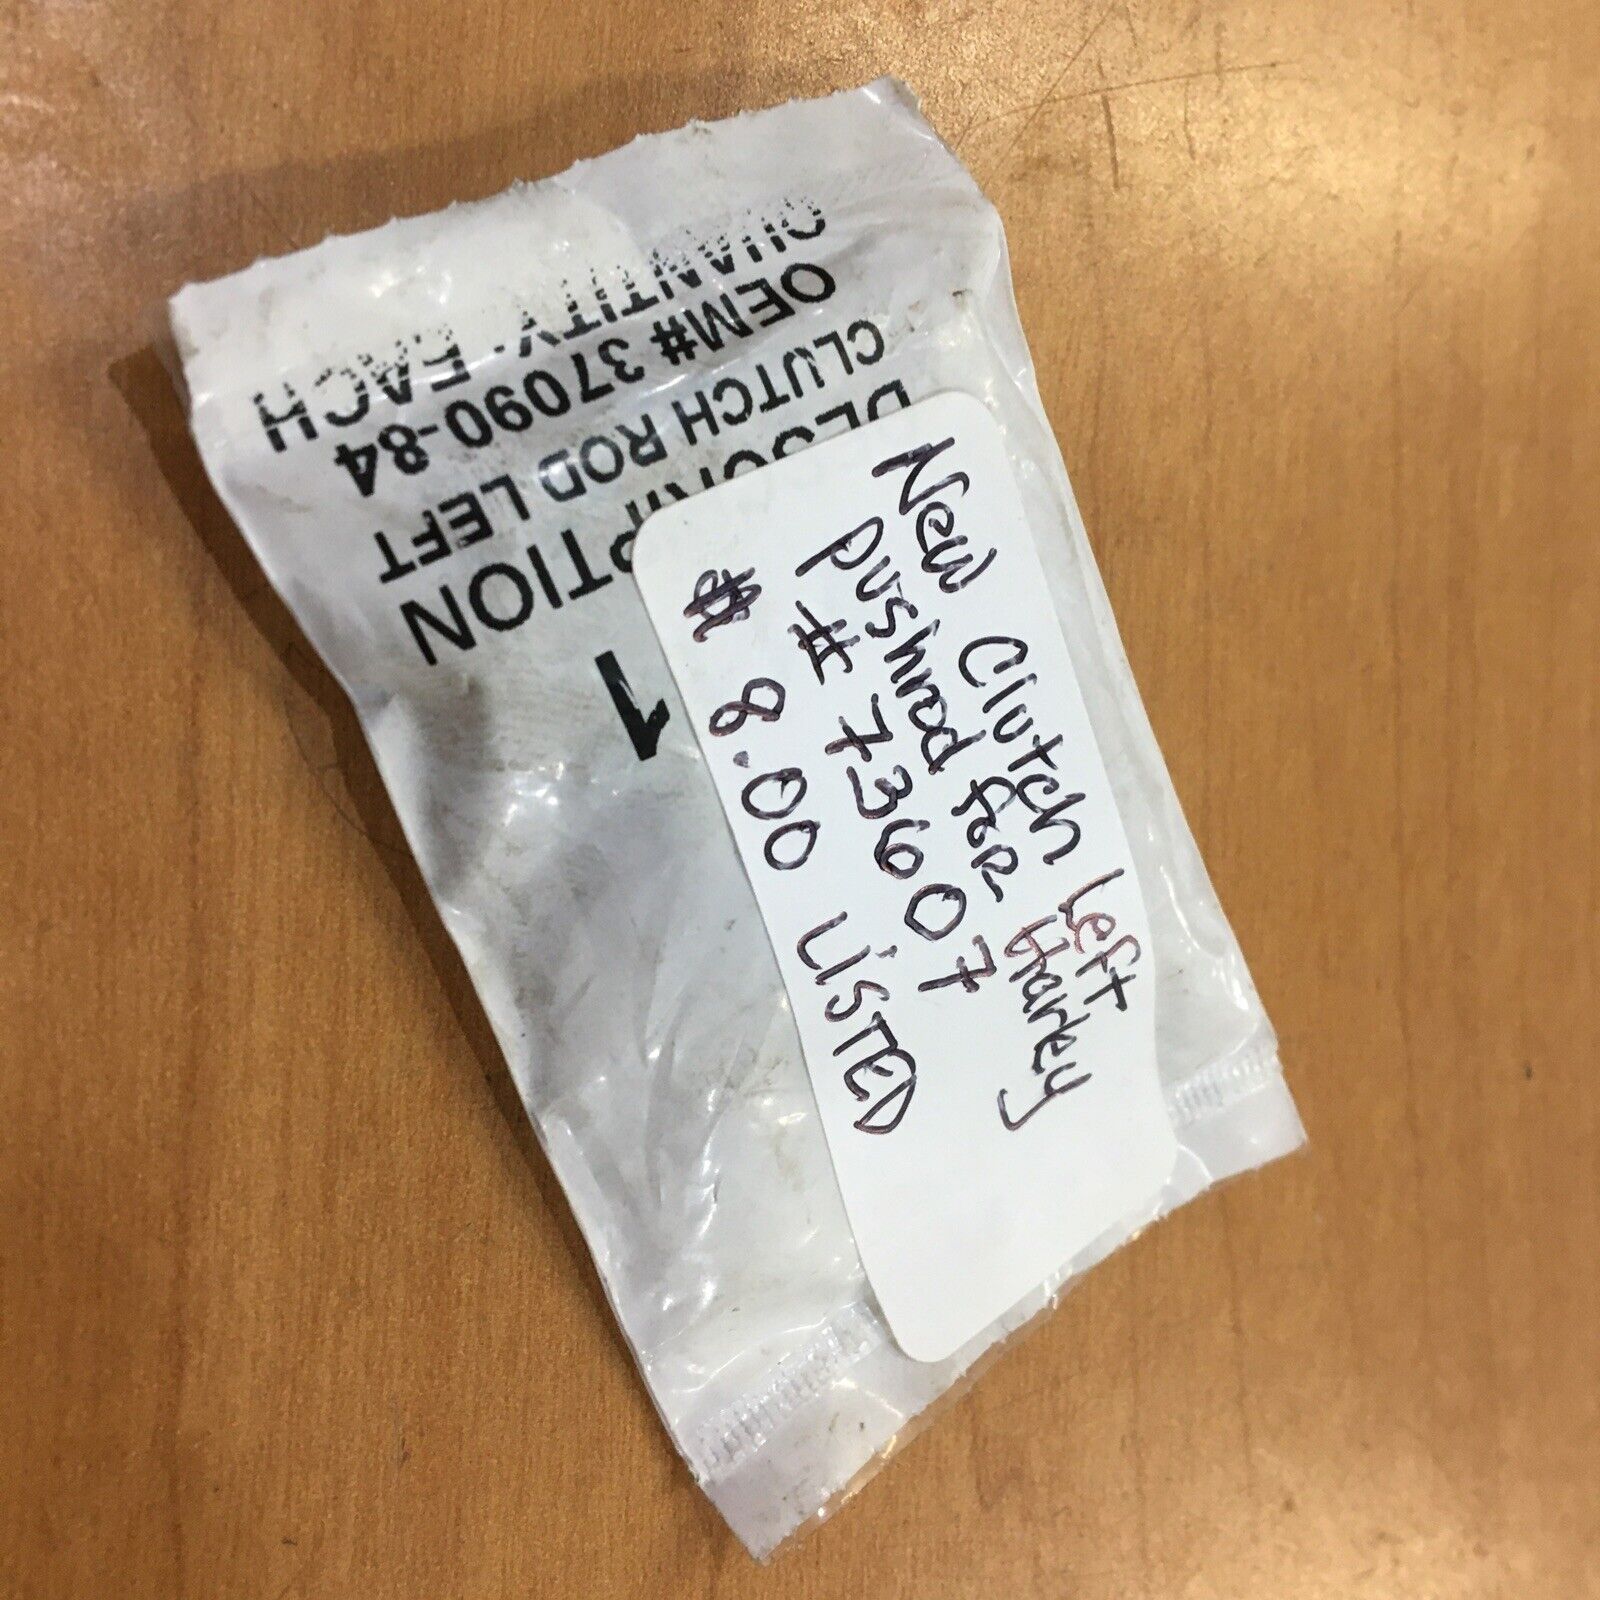 New Clutch Left
pushrod for Harley
# 73607
$ 8.00 LiSTED
1
DESCRIPTION
CLUTCH ROD LEFT
OEM# 37090-84
QUANTITY: EACH